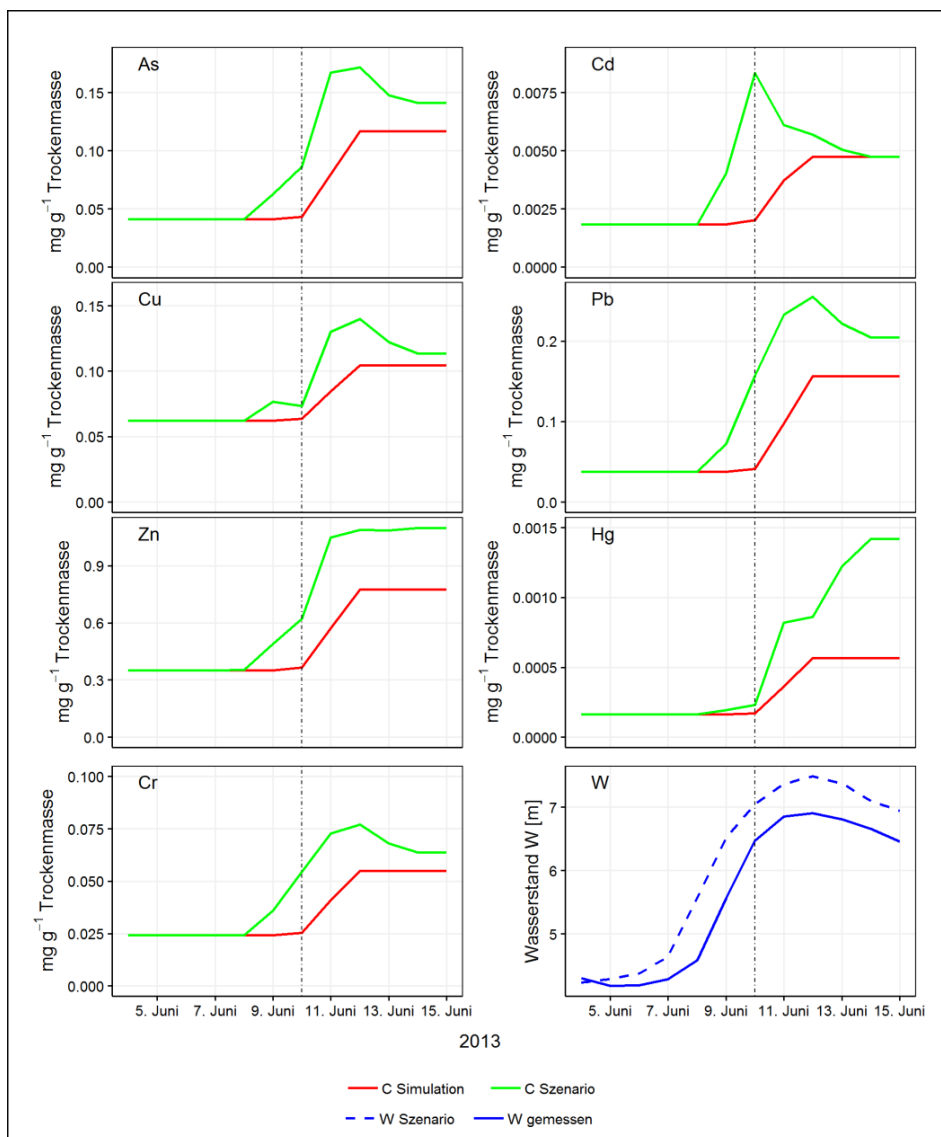 As
mg g⁻¹ Trockenmasse
0.15
0.10
0.05
0.00
Cd
mg g⁻¹ Trockenmasse
0.0075
0.0050
0.0025
0.0000
Cu
mg g⁻¹ Trockenmasse
0.15
0.10
0.05
0.00
Pb
mg g⁻¹ Trockenmasse
0.2
0.1
0.0
Zn
mg g⁻¹ Trockenmasse
0.9
0.6
0.3
0.0
Hg
mg g⁻¹ Trockenmasse
0.0015
0.0010
0.0005
0.0000
Cr
mg g⁻¹ Trockenmasse
0.100
0.075
0.050
0.025
0.000
5. Juni 7. Juni 9. Juni 11. Juni 13. Juni 15. Juni
W
Wasserstand W [m]
7
6
5
5. Juni 7. Juni 9. Juni 11. Juni 13. Juni 15. Juni
2013
C Simulation C Szenario
W Szenario W gemessen